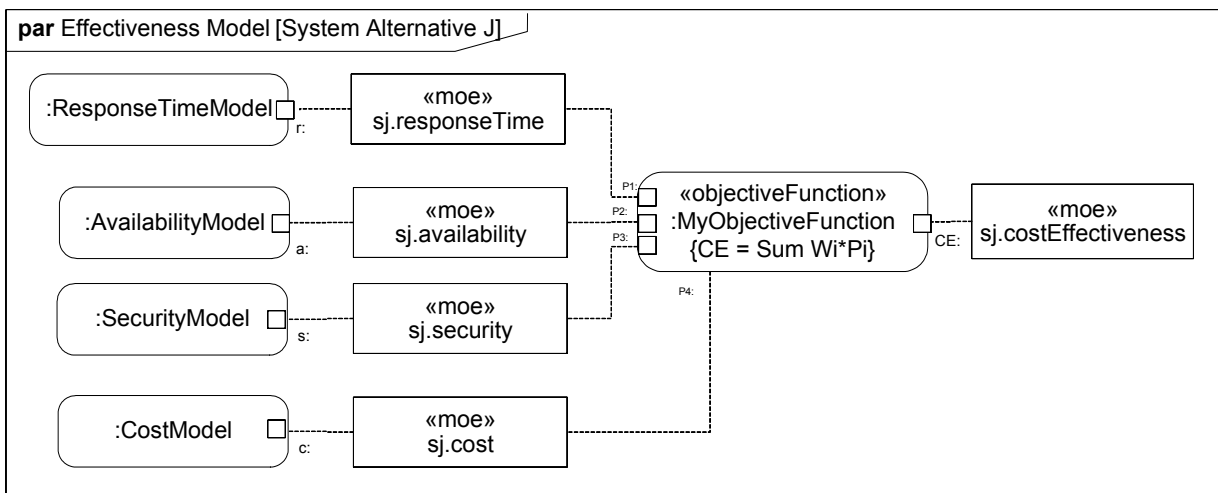 par Effectiveness Model [System Alternative J]
:ResponseTimeModel
r:
«moe»
sj.responseTime
:AvailabilityModel
a:
«moe»
sj.availability
:SecurityModel
s:
«moe»
sj.security
:CostModel
c:
«moe»
sj.cost
P1:
P2:
P3:
P4:
«objectiveFunction»
:MyObjectiveFunction
{CE = Sum Wi*Pi}
CE:
«moe»
sj.costEffectiveness